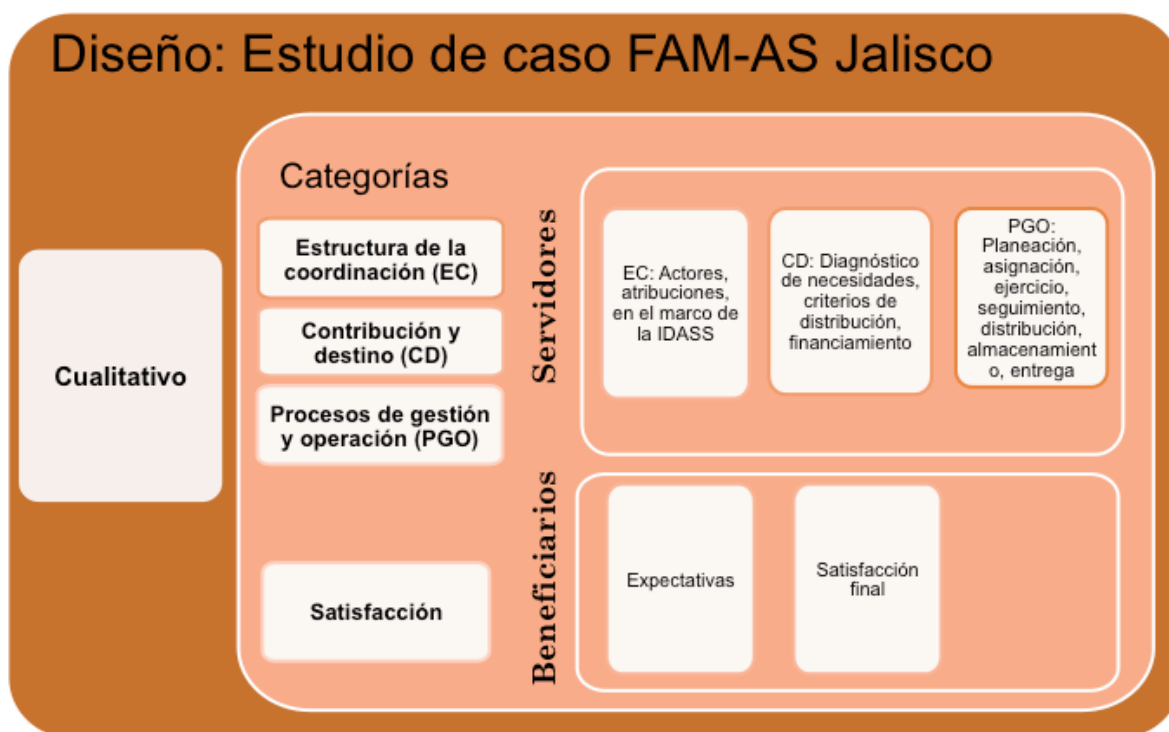 Diseño: Estudio de caso FAM-AS Jalisco
Cualitativo
Categorías
Estructura de la
coordinación (EC)
Contribución y
destino (CD)
Procesos de gestión
y operación (PGO)
Satisfacción
Servidores
EC: Actores,
atribuciones,
en el marco de
la IDASS
CD: Diagnóstico
de necesidades,
criterios de
distribución,
financiamiento
PGO:
Planeación,
asignación,
ejercicio,
seguimiento,
distribución,
almacenamient
o, entrega
Beneficiarios
Expectativas
Satisfacción
final